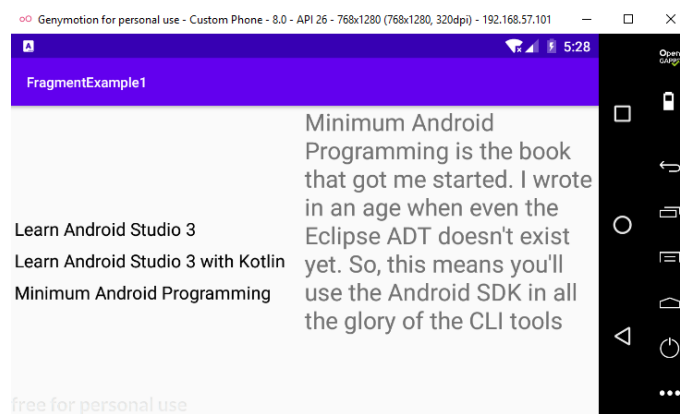 Genymotion for personal use - Custom Phone - 8.0 - API 26 - 768x1280 (768x1280, 320dpi) - 192.168.57.101
A
5:28
Open
GAPPS
FragmentExample1
Learn Android Studio 3
Learn Android Studio 3 with Kotlin
Minimum Android Programming
Minimum Android
Programming is the book
that got me started. I wrote
in an age when even the
Eclipse ADT doesn't exist
yet. So, this means you'll
use the Android SDK in all
the glory of the CLI tools
free for personal use